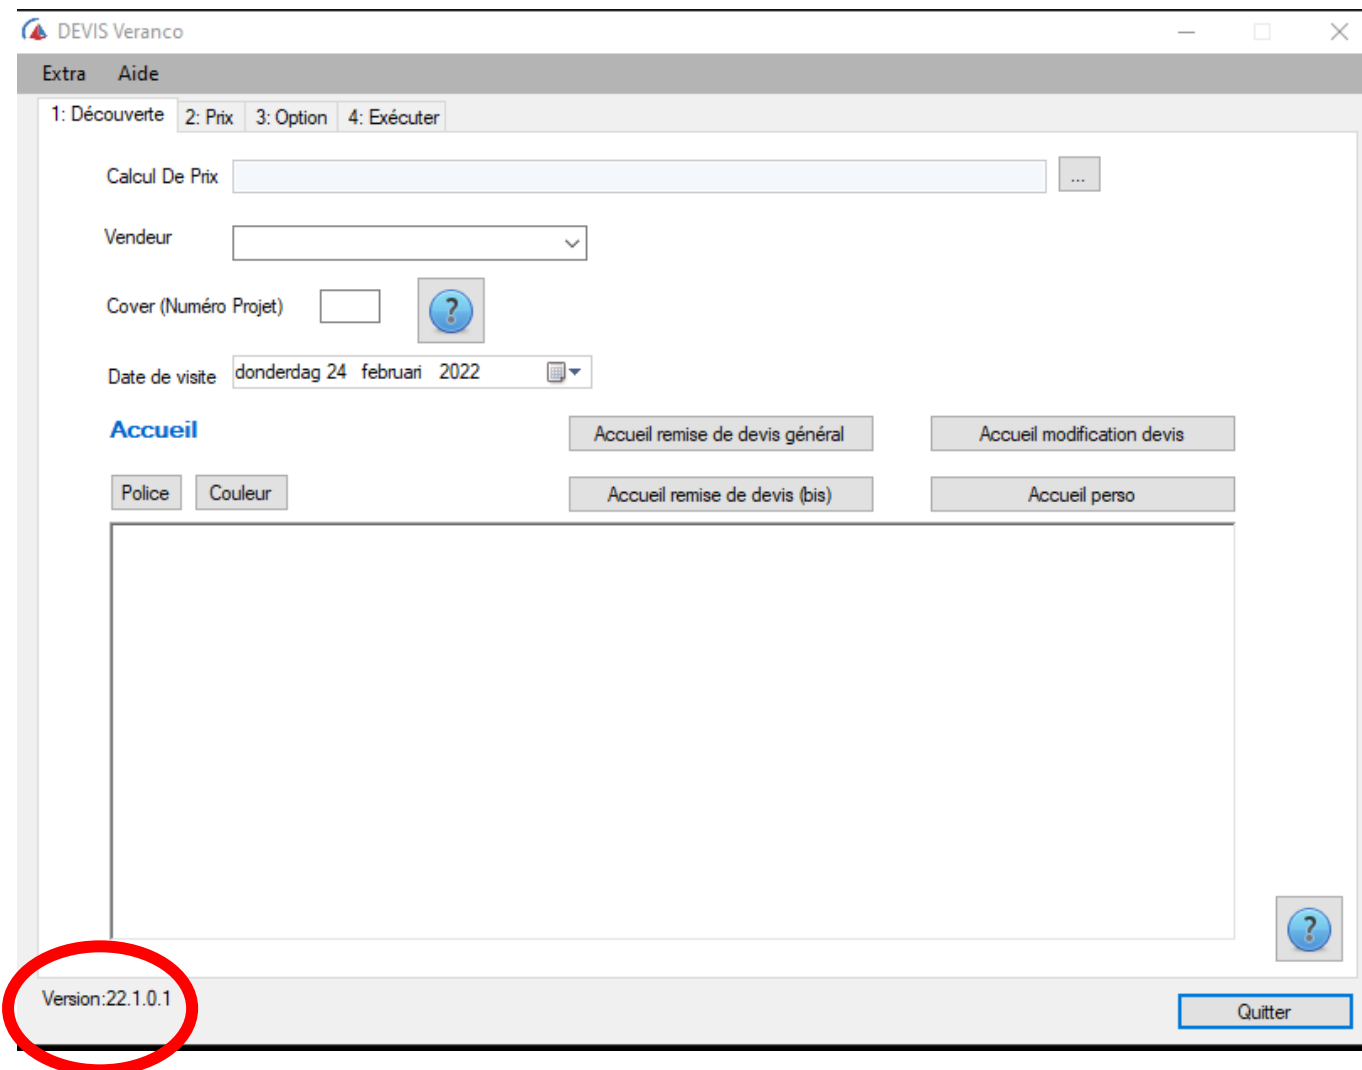 DEVIS Veranco
Extra Aide
1: Découverte 2: Prix 3: Option 4: Exécuter
Calcul De Prix ...
Vendeur
Cover (Numéro Projet) ?
Date de visite donderdag 24 februari 2022
Accueil Accueil remise de devis général Accueil modification devis
Police Couleur Accueil remise de devis (bis) Accueil perso
?
Version:22.1.0.1
Quitter